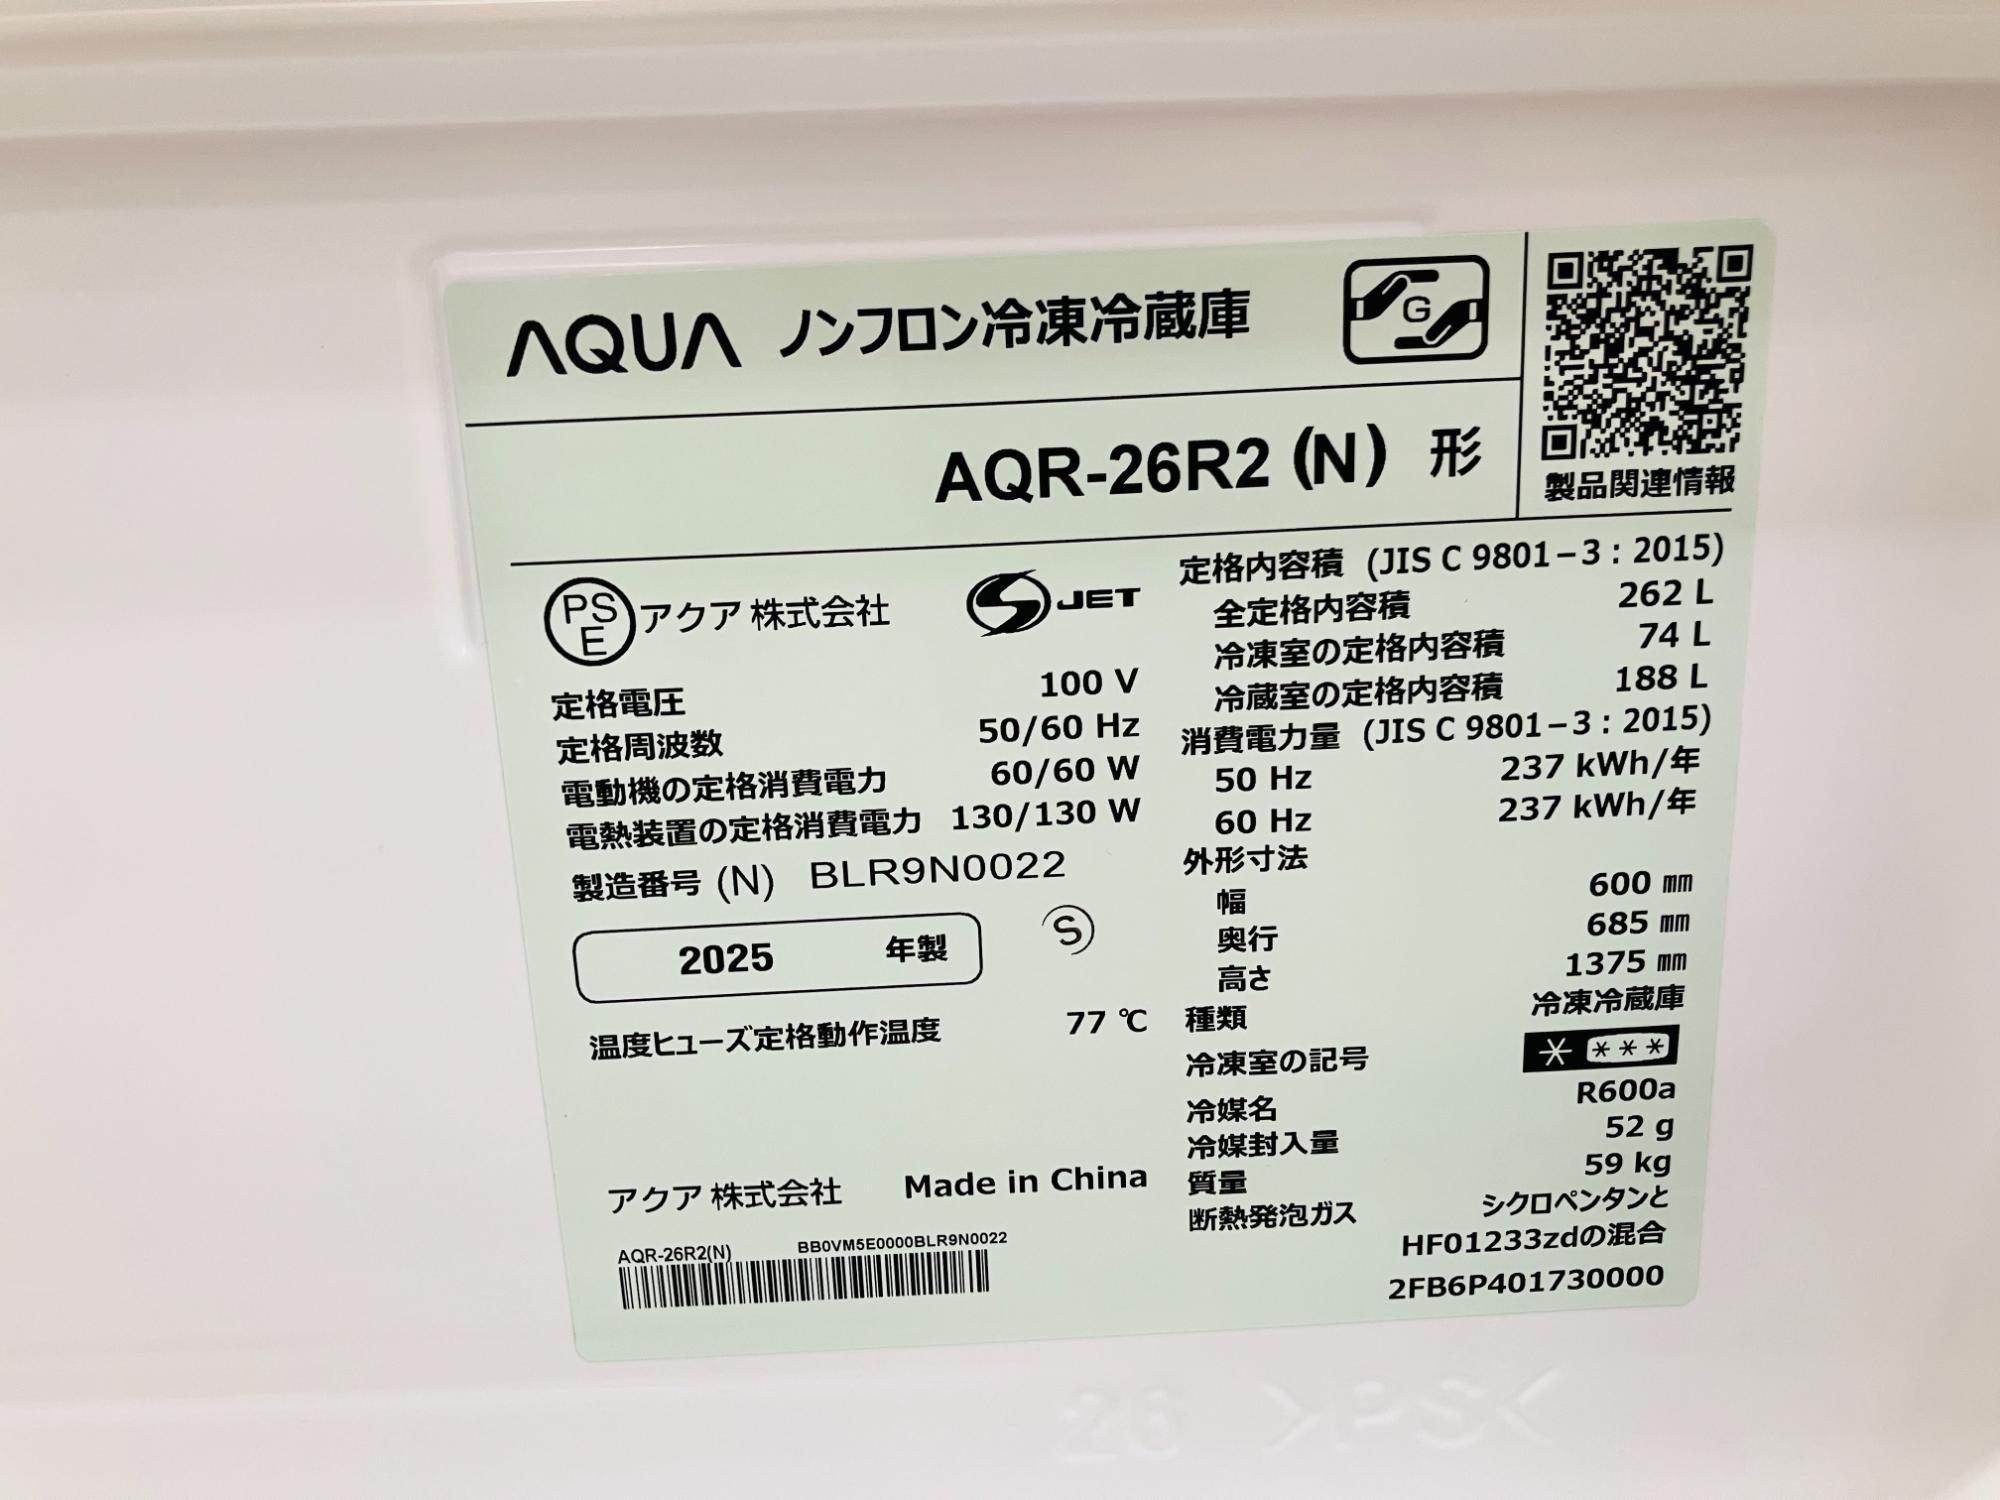 AQUA ノンフロン冷凍冷蔵庫
G
AQR-26R2 (N) 形
製品関連情報
PS
E
アクア 株式会社
S JET
定格電圧 100 V
定格周波数 50/60 Hz
電動機の定格消費電力 60/60 W
電熱装置の定格消費電力 130/130 W
製造番号 (N) BLR9N0022
2025 年製
S
温度ヒューズ定格動作温度 77 ℃
アクア 株式会社 Made in China
AQR-26R2(N) BB0VM5E0000BLR9N0022
定格内容積 (JIS C 9801−3:2015)
全定格内容積 262 L
冷凍室の定格内容積 74 L
冷蔵室の定格内容積 188 L
消費電力量 (JIS C 9801−3:2015)
50 Hz 237 kWh/年
60 Hz 237 kWh/年
外形寸法
幅 600 ㎜
奥行 685 ㎜
高さ 1375 ㎜
種類 冷凍冷蔵庫
冷凍室の記号 * ***
冷媒名 R600a
冷媒封入量 52 g
質量 59 kg
断熱発泡ガス シクロペンタンと
HFO1233zdの混合
2FB6P401730000
26 >PS<